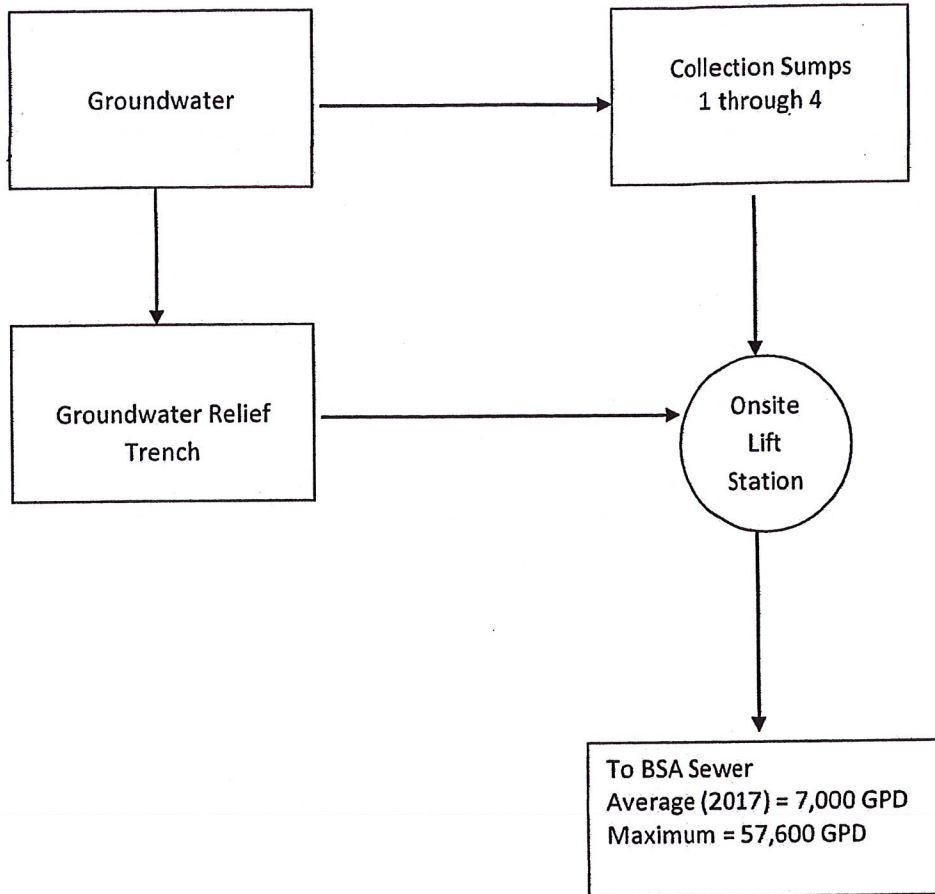 Groundwater
Collection Sumps
1 through 4
Groundwater Relief
Trench
Onsite
Lift
Station
To BSA Sewer
Average (2017) = 7,000 GPD
Maximum = 57,600 GPD